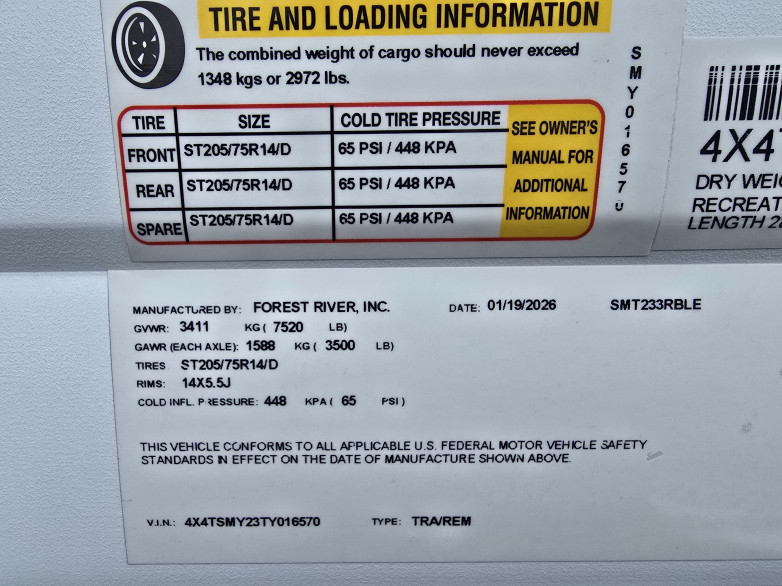 TIRE AND LOADING INFORMATION
The combined weight of cargo should never exceed
1348 kgs or 2972 lbs.
TIRE SIZE COLD TIRE PRESSURE
FRONT ST205/75R14/D 65 PSI / 448 KPA
REAR ST205/75R14/D 65 PSI / 448 KPA
SPARE ST205/75R14/D 65 PSI / 448 KPA
SEE OWNER'S
MANUAL FOR
ADDITIONAL
INFORMATION
SMY016570
4X4T
DRY WEI
RECREAT
LENGTH
MANUFACTURED BY: FOREST RIVER, INC. DATE: 01/19/2026 SMT233RBLE
GVWR: 3411 KG ( 7520 LB)
GAWR (EACH AXLE): 1588 KG ( 3500 LB)
TIRES ST205/75R14/D
RIMS: 14X5.5J
COLD INFL. PRESSURE: 448 KPA ( 65 PSI )
THIS VEHICLE CONFORMS TO ALL APPLICABLE U.S. FEDERAL MOTOR VEHICLE SAFETY
STANDARDS IN EFFECT ON THE DATE OF MANUFACTURE SHOWN ABOVE.
V.I.N.: 4X4TSMY23TY016570 TYPE: TRA/REM